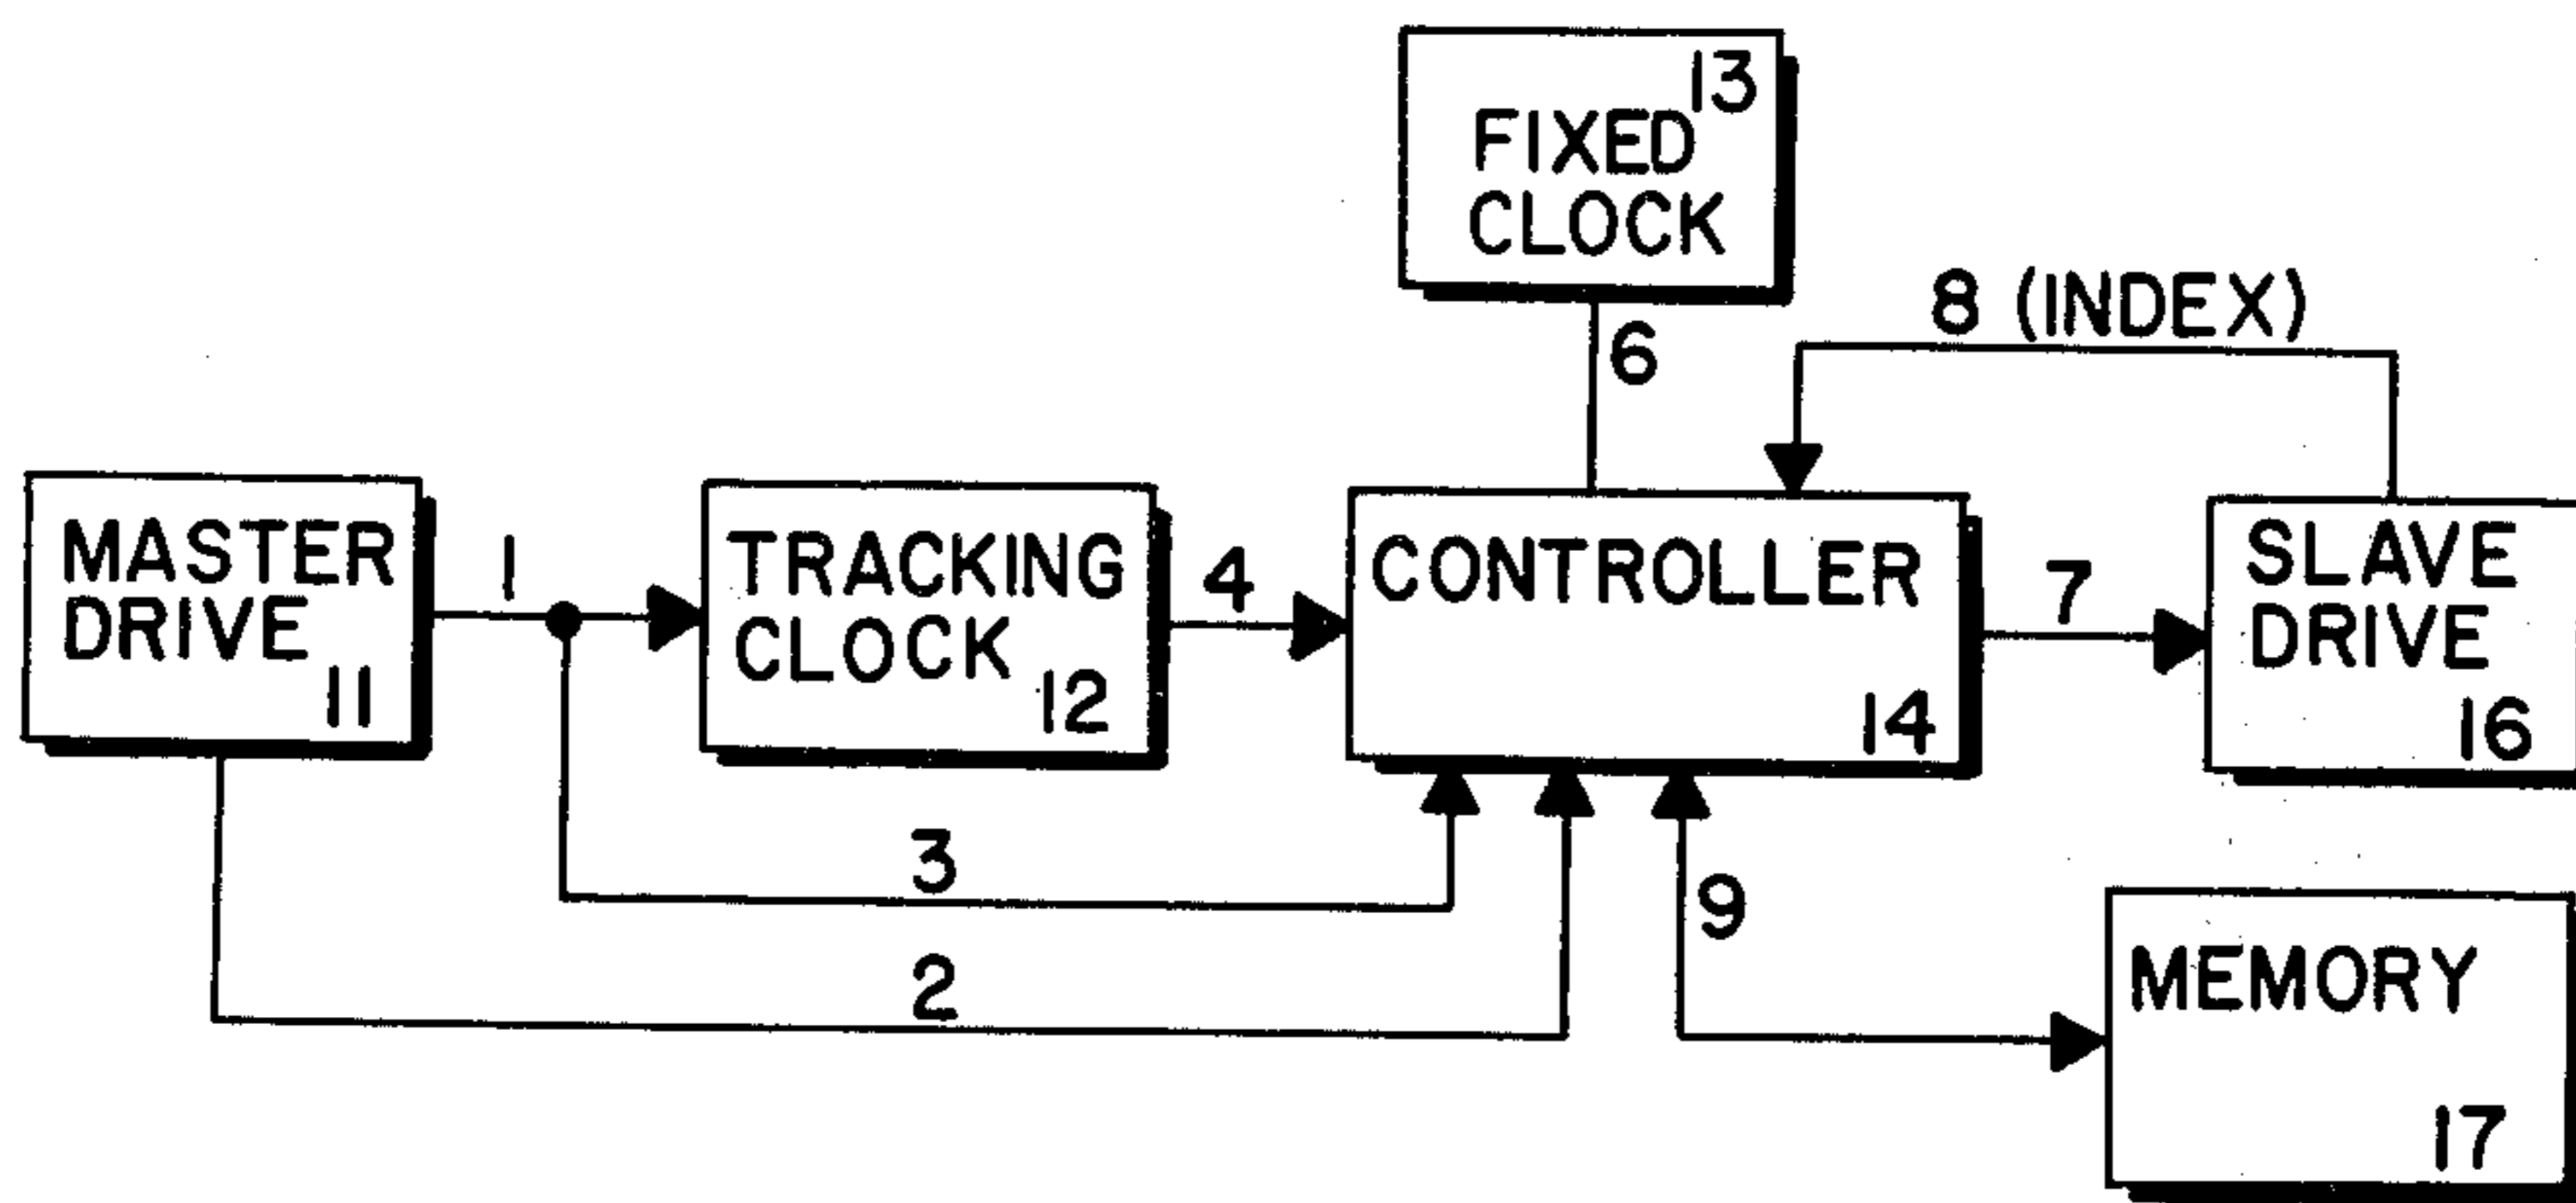 13
FIXED
CLOCK
6
8 (INDEX)
MASTER
DRIVE
11
1
TRACKING
CLOCK
12
4
CONTROLLER
14
7
SLAVE
DRIVE
16
3
2
9
MEMORY
17